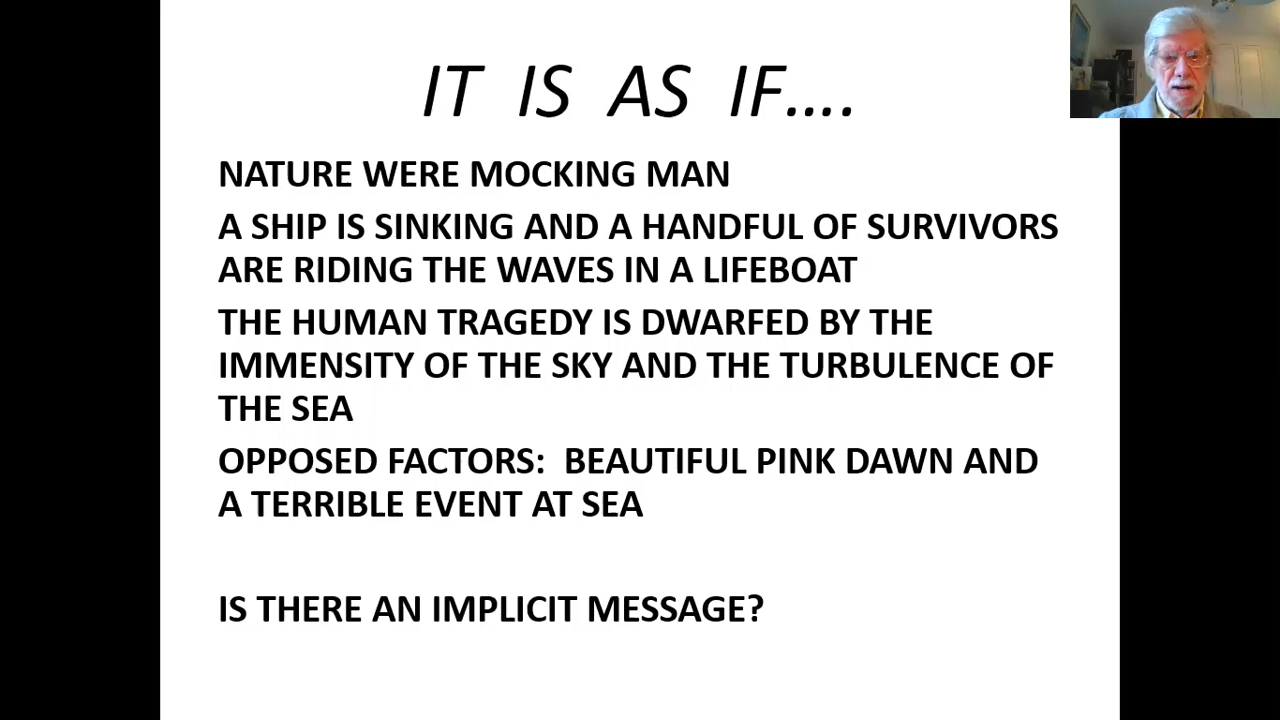 IT IS AS IF....
NATURE WERE MOCKING MAN
A SHIP IS SINKING AND A HANDFUL OF SURVIVORS
ARE RIDING THE WAVES IN A LIFEBOAT
THE HUMAN TRAGEDY IS DWARFED BY THE
IMMENSITY OF THE SKY AND THE TURBULENCE OF
THE SEA
OPPOSED FACTORS: BEAUTIFUL PINK DAWN AND
A TERRIBLE EVENT AT SEA
IS THERE AN IMPLICIT MESSAGE?